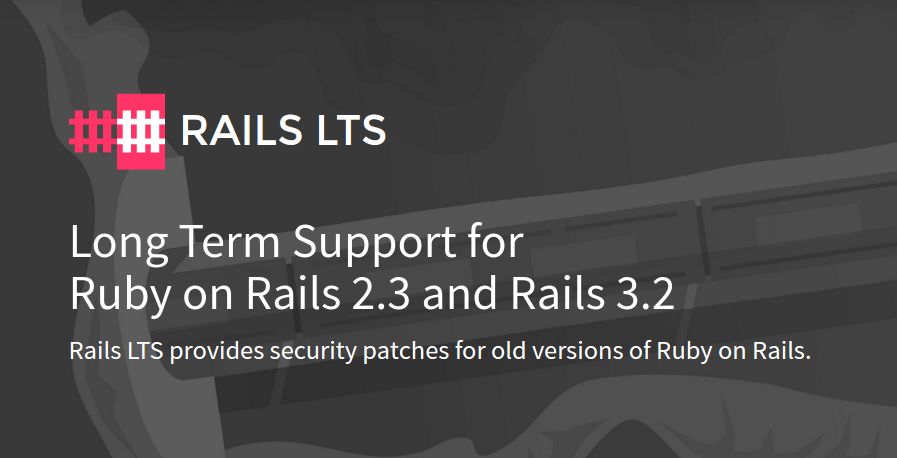 RAILS LTS
Long Term Support for
Ruby on Rails 2.3 and Rails 3.2
Rails LTS provides security patches for old versions of Ruby on Rails.